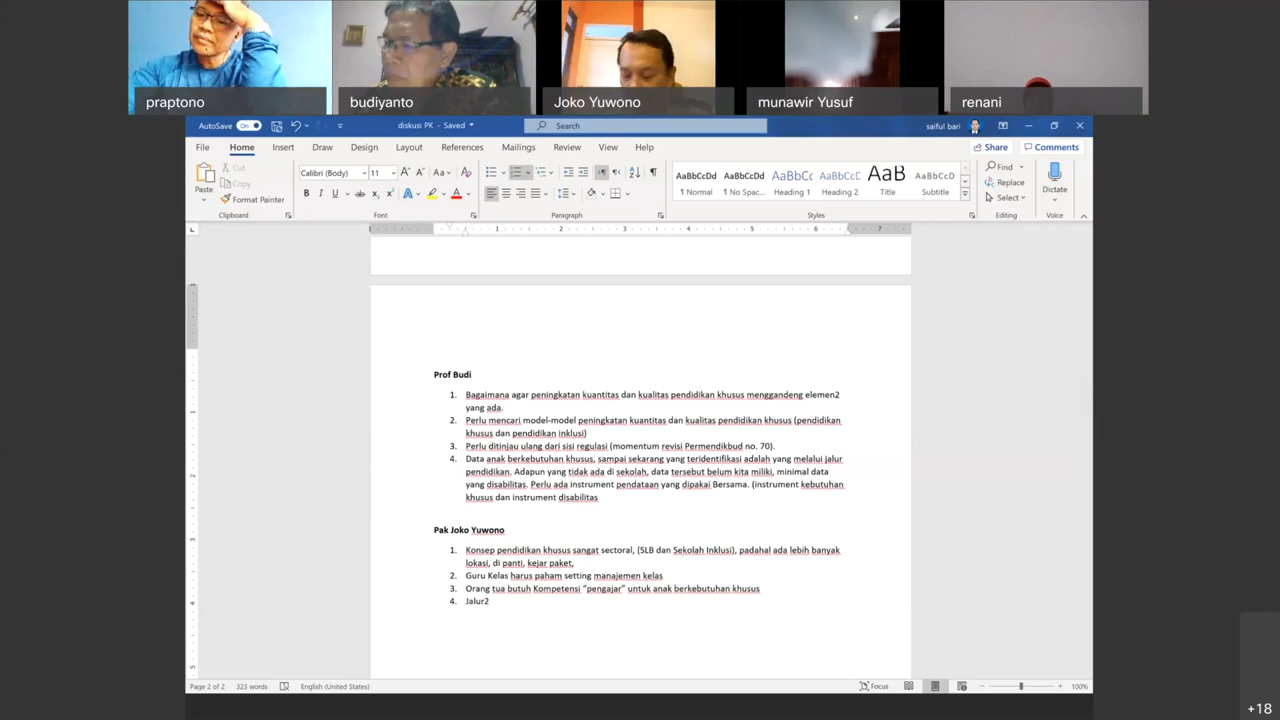 praptono
budiyanto
Joko Yuwono
munawir Yusuf
renani
AutoSave On
diskusi PK - Saved
Search
saiful bari
File Home Insert Draw Design Layout References Mailings Review View Help
Share Comments
Paste
Cut
Copy
Format Painter
Clipboard
Calibri (Body) 11
Font
Paragraph
AaBbCcDd AaBbCcDd AaBbCc AaBbCcD AaB AaBbCcD
¶ Normal ¶ No Spac... Heading 1 Heading 2 Title Subtitle
Styles
Find
Replace
Select
Editing
Dictate
Voice
1 2 3 4 5 6 7
Prof Budi
1. Bagaimana agar peningkatan kuantitas dan kualitas pendidikan khusus menggandeng elemen2
yang ada.
2. Perlu mencari model-model peningkatan kuantitas dan kualitas pendidikan khusus (pendidikan
khusus dan pendidikan inklusi)
3. Perlu ditinjau ulang dari sisi regulasi (momentum revisi Permendikbud no. 70).
4. Data anak berkebutuhan khusus, sampai sekarang yang teridentifikasi adalah yang melalui jalur
pendidikan. Adapun yang tidak ada di sekolah, data tersebut belum kita miliki, minimal data
yang disabilitas. Perlu ada instrument pendataan yang dipakai Bersama. (instrument kebutuhan
khusus dan instrument disabilitas
Pak Joko Yuwono
1. Konsep pendidikan khusus sangat sectoral, (SLB dan Sekolah Inklusi), padahal ada lebih banyak
lokasi, di panti, kejar paket,
2. Guru Kelas harus paham setting manajemen kelas
3. Orang tua butuh Kompetensi “pengajar” untuk anak berkebutuhan khusus
4. Jalur2
Page 2 of 2 323 words English (United States) Focus 100%
+18